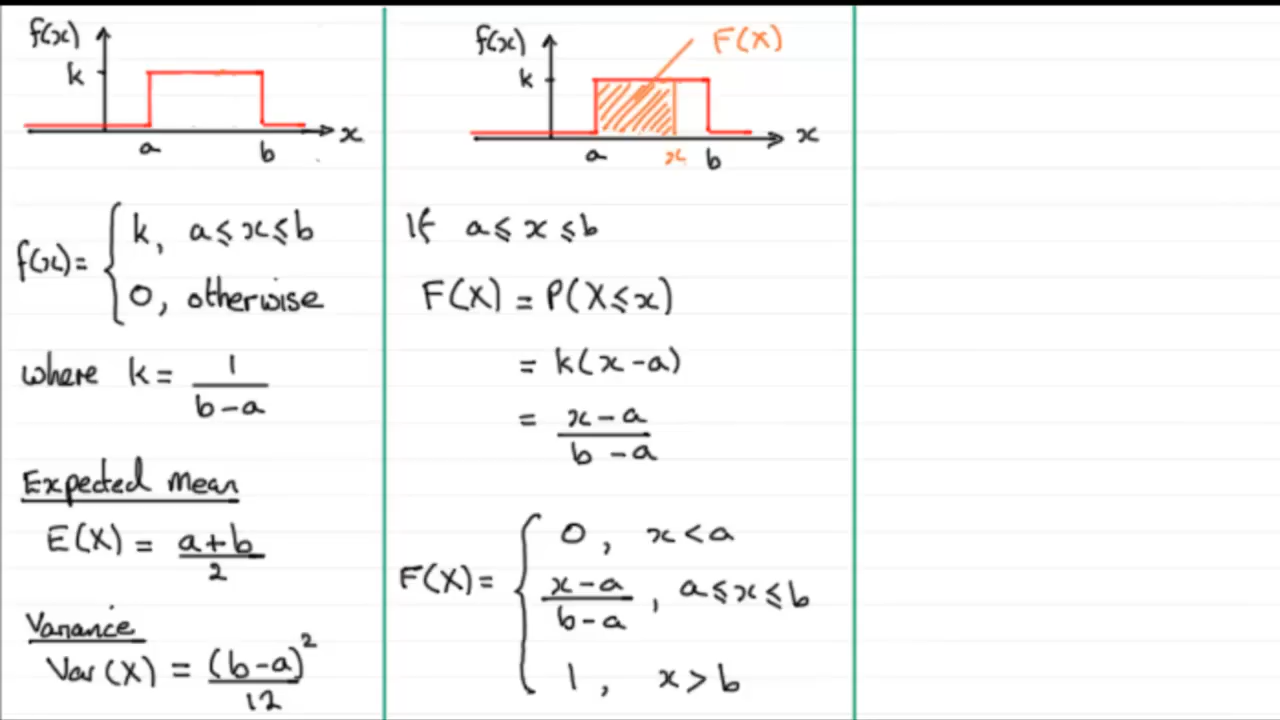 f(x)
k
a b x
f(x) = { k, a ≤ x ≤ b
0, otherwise
where k = 1/(b-a)
Expected Mean
E(X) = (a+b)/2
Variance
Var(X) = (b-a)²/12
f(x) F(X)
k
a x b x
If a ≤ x ≤ b
F(X) = P(X ≤ x)
= k(x-a)
= (x-a)/(b-a)
F(X) = { 0, x < a
(x-a)/(b-a), a ≤ x ≤ b
1, x > b